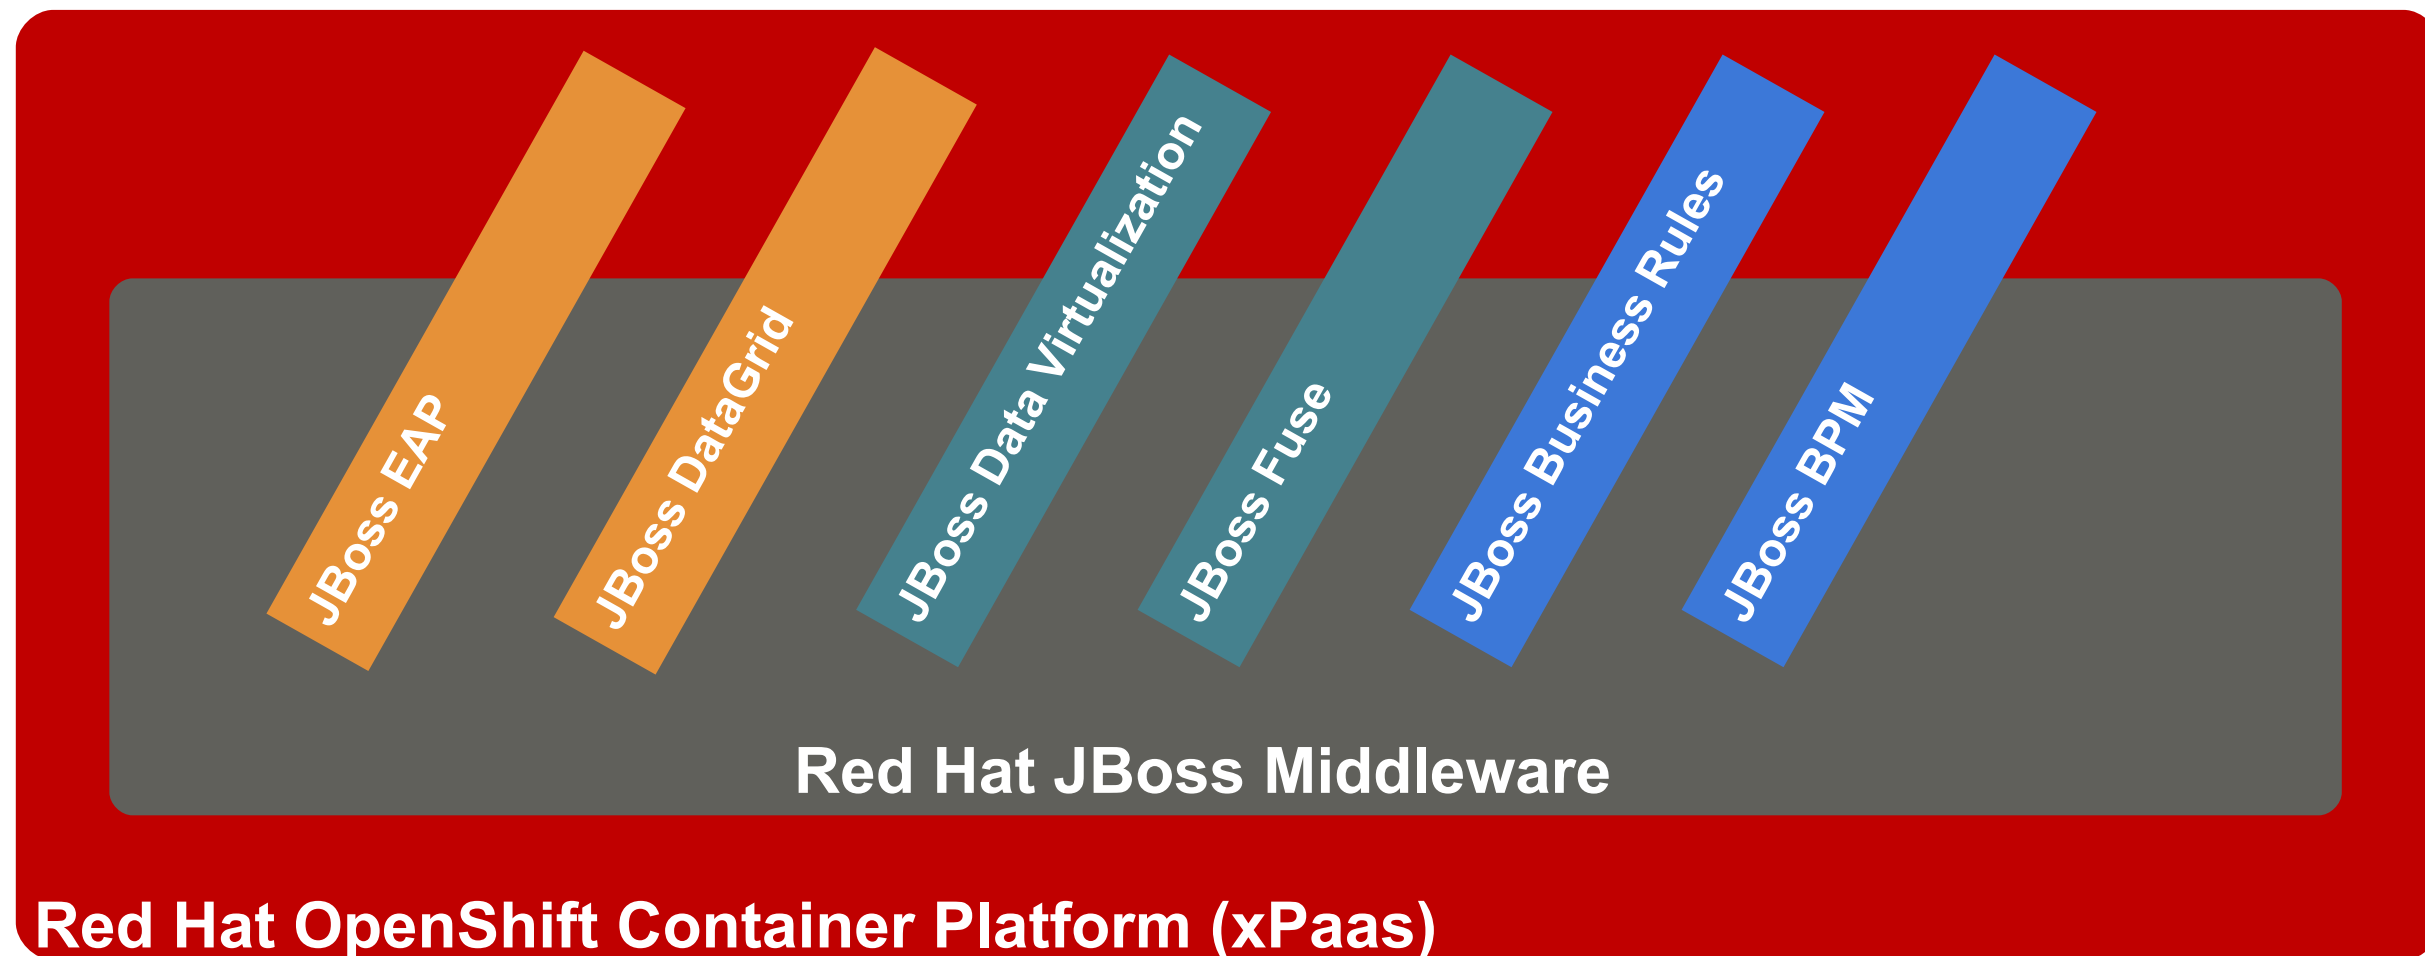 JBoss EAP
JBoss DataGrid
JBoss Data Virtualization
JBoss Fuse
JBoss Business Rules
JBoss BPM
Red Hat JBoss Middleware
Red Hat OpenShift Container Platform (xPaas)